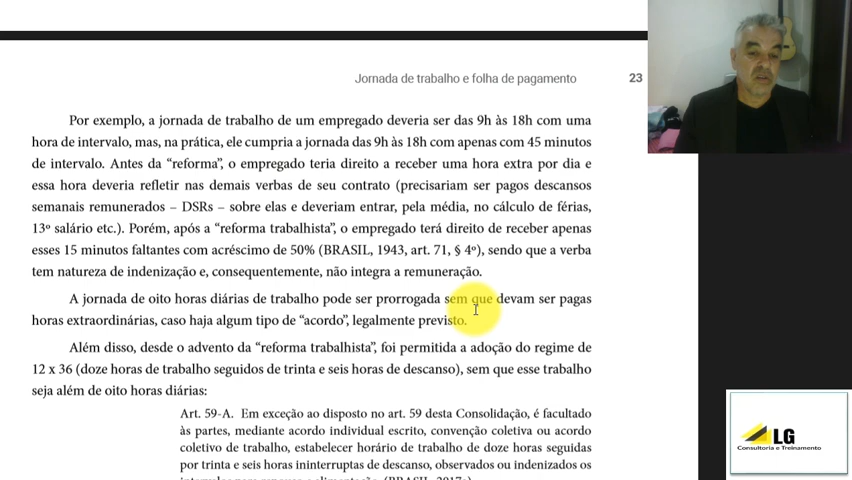 Jornada de trabalho e folha de pagamento 23
Por exemplo, a jornada de trabalho de um empregado deveria ser das 9h às 18h com uma
hora de intervalo, mas, na prática, ele cumpria a jornada das 9h às 18h com apenas com 45 minutos
de intervalo. Antes da “reforma”, o empregado teria direito a receber uma hora extra por dia e
essa hora deveria refletir nas demais verbas de seu contrato (precisariam ser pagos descansos
semanais remunerados – DSRs – sobre elas e deveriam entrar, pela média, no cálculo de férias,
13º salário etc.). Porém, após a “reforma trabalhista”, o empregado terá direito de receber apenas
esses 15 minutos faltantes com acréscimo de 50% (BRASIL, 1943, art. 71, § 4º), sendo que a verba
tem natureza de indenização e, consequentemente, não integra a remuneração.
A jornada de oito horas diárias de trabalho pode ser prorrogada sem que devam ser pagas
horas extraordinárias, caso haja algum tipo de “acordo”, legalmente previsto.
Além disso, desde o advento da “reforma trabalhista”, foi permitida a adoção do regime de
12 x 36 (doze horas de trabalho seguidos de trinta e seis horas de descanso), sem que esse trabalho
seja além de oito horas diárias:
Art. 59-A. Em exceção ao disposto no art. 59 desta Consolidação, é facultado
às partes, mediante acordo individual escrito, convenção coletiva ou acordo
coletivo de trabalho, estabelecer horário de trabalho de doze horas seguidas
por trinta e seis horas ininterruptas de descanso, observados ou indenizados os
LG
Consultoria e Treinamento